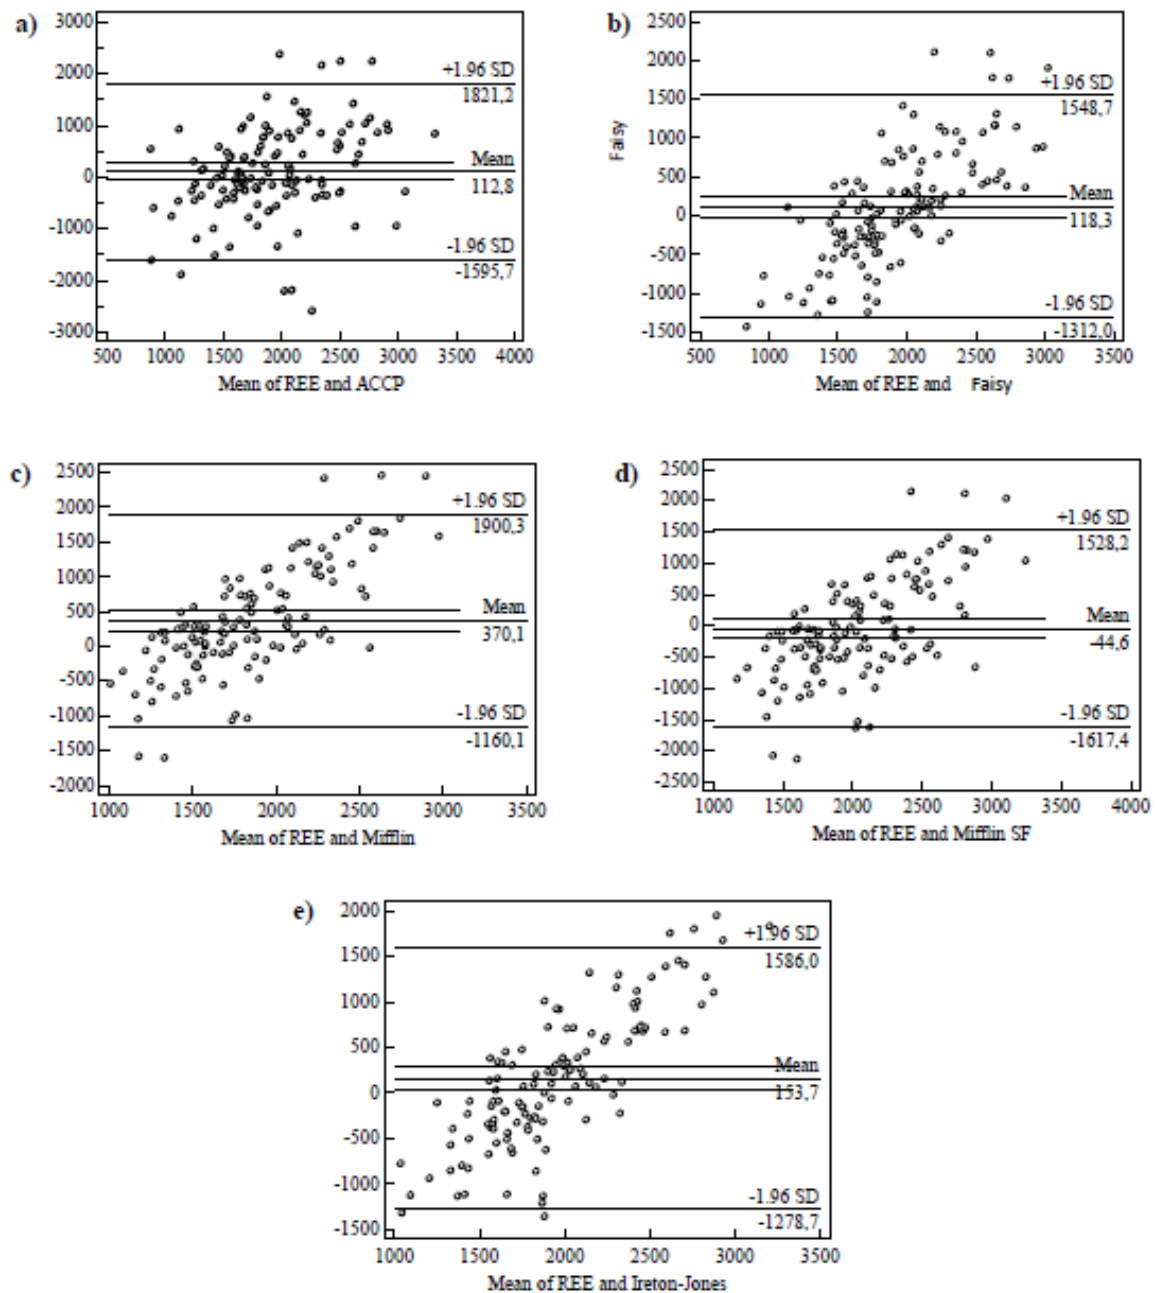 a)
3000
2000
1000
0
-1000
-2000
-3000
+1.96 SD
1821,2
Mean
112,8
-1.96 SD
-1595,7
500 1000 1500 2000 2500 3000 3500 4000
Mean of REE and ACCP
b)
Faisy
2500
2000
1500
1000
500
0
-500
-1000
-1500
+1.96 SD
1548,7
Mean
118,3
-1.96 SD
-1312,0
500 1000 1500 2000 2500 3000 3500
Mean of REE and Faisy
c)
2500
2000
1500
1000
500
0
-500
-1000
-1500
-2000
+1.96 SD
1900,3
Mean
370,1
-1.96 SD
-1160,1
1000 1500 2000 2500 3000 3500
Mean of REE and Mifflin
d)
2500
2000
1500
1000
500
0
-500
-1000
-1500
-2000
-2500
+1.96 SD
1528,2
Mean
-44,6
-1.96 SD
-1617,4
1000 1500 2000 2500 3000 3500 4000
Mean of REE and Mifflin SF
e)
2000
1500
1000
500
0
-500
-1000
-1500
+1.96 SD
1586,0
Mean
153,7
-1.96 SD
-1278,7
1000 1500 2000 2500 3000 3500
Mean of REE and Ireton-Jones